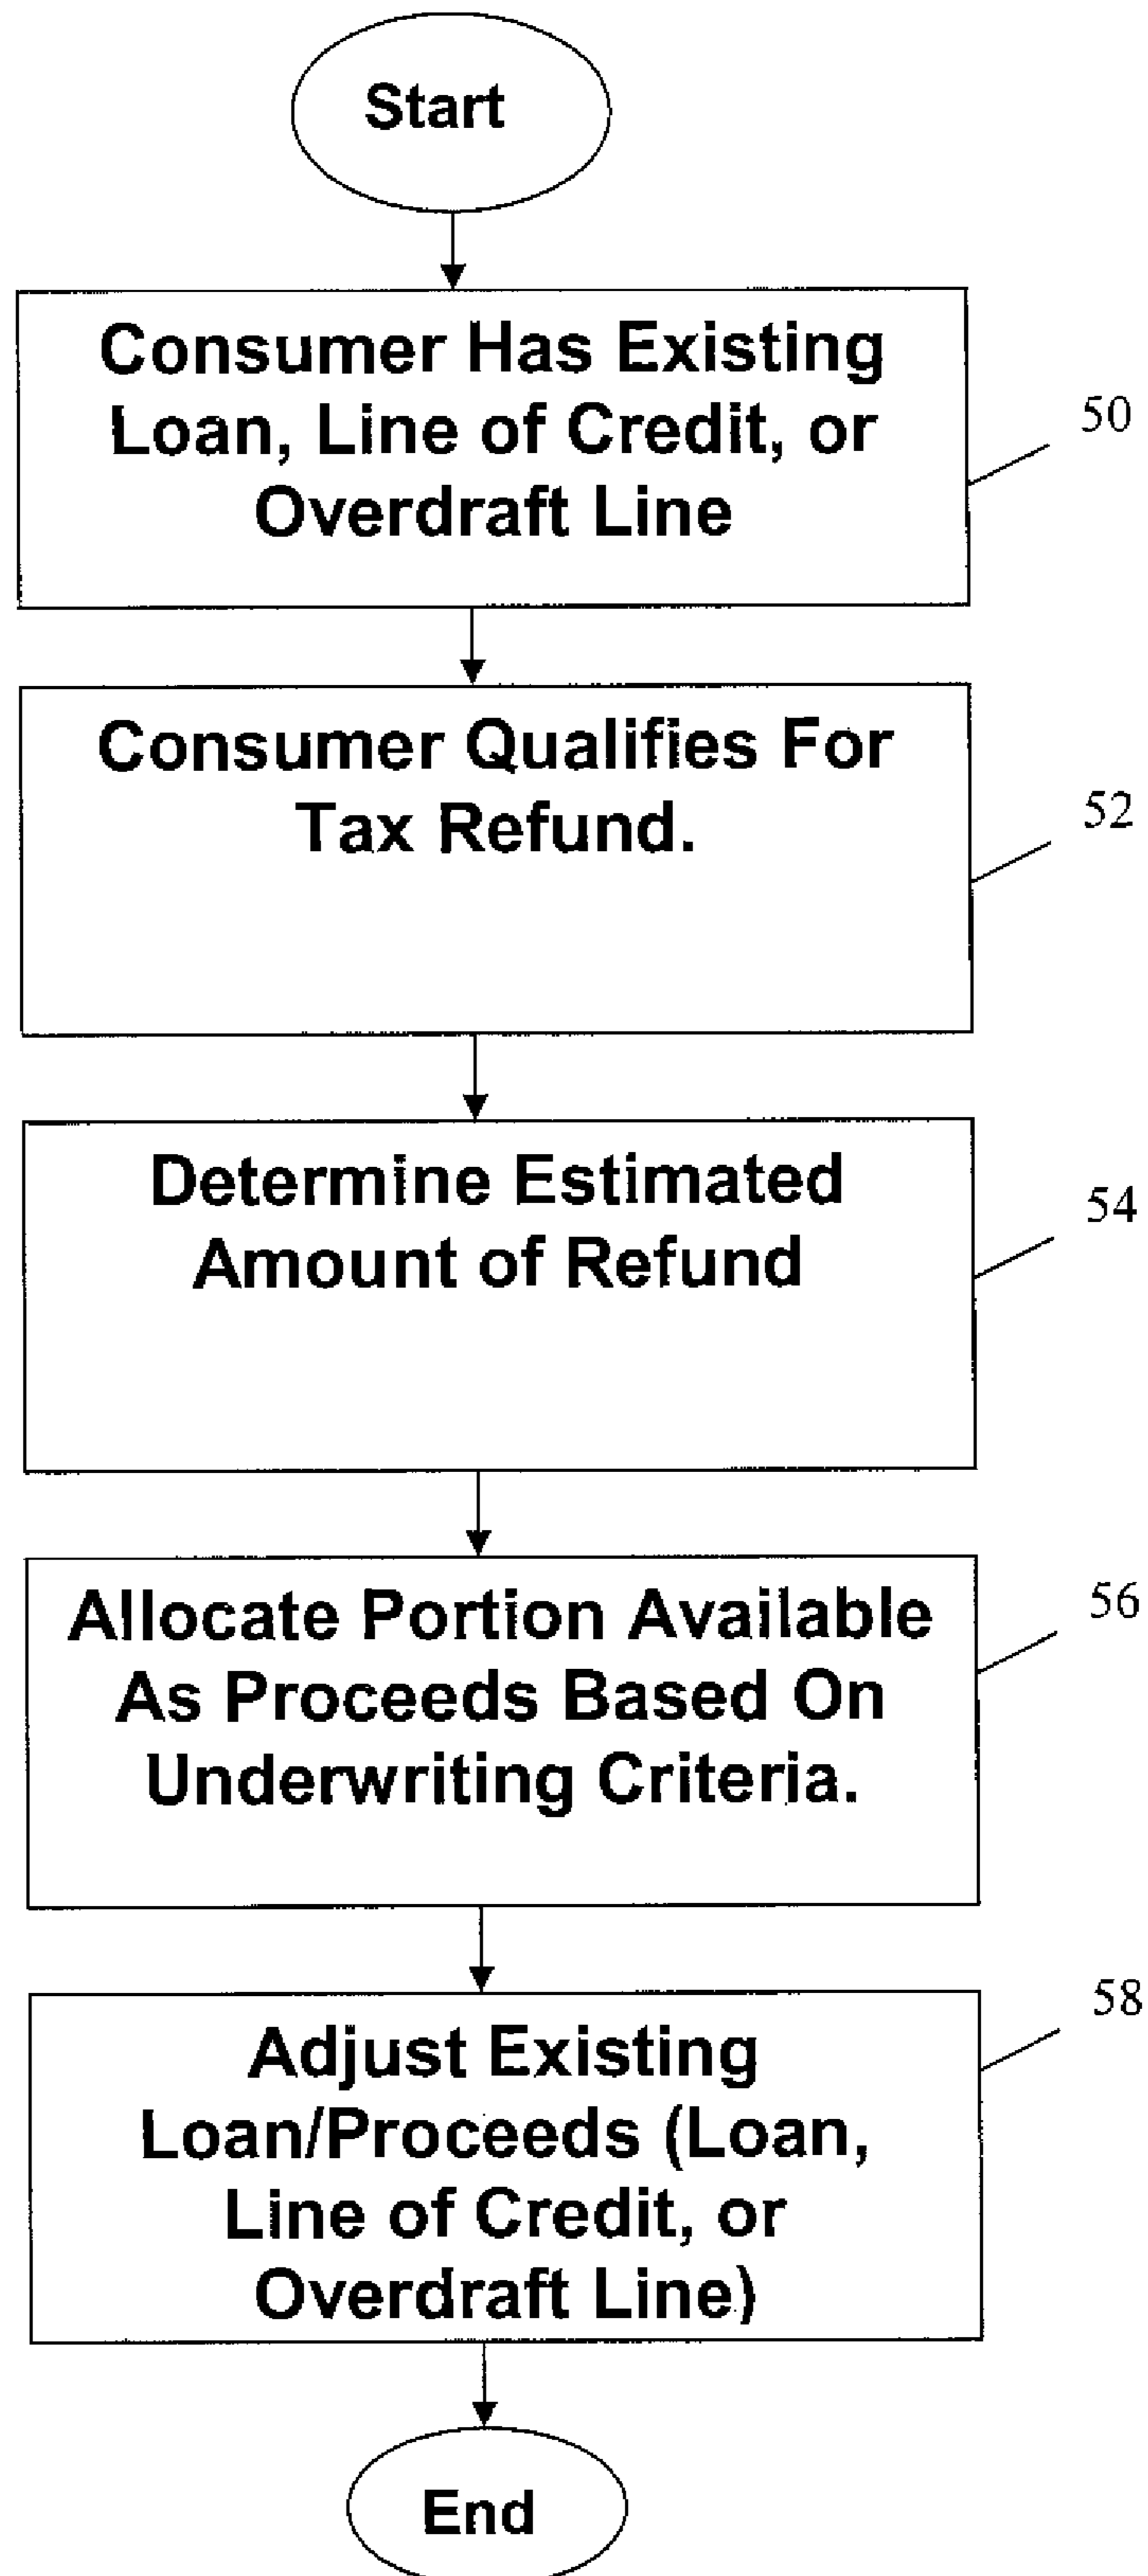 Start
Consumer Has Existing
Loan, Line of Credit, or
Overdraft Line
50
Consumer Qualifies For
Tax Refund.
52
Determine Estimated
Amount of Refund
54
Allocate Portion Available
As Proceeds Based On
Underwriting Criteria.
56
Adjust Existing
Loan/Proceeds (Loan,
Line of Credit, or
Overdraft Line)
58
End